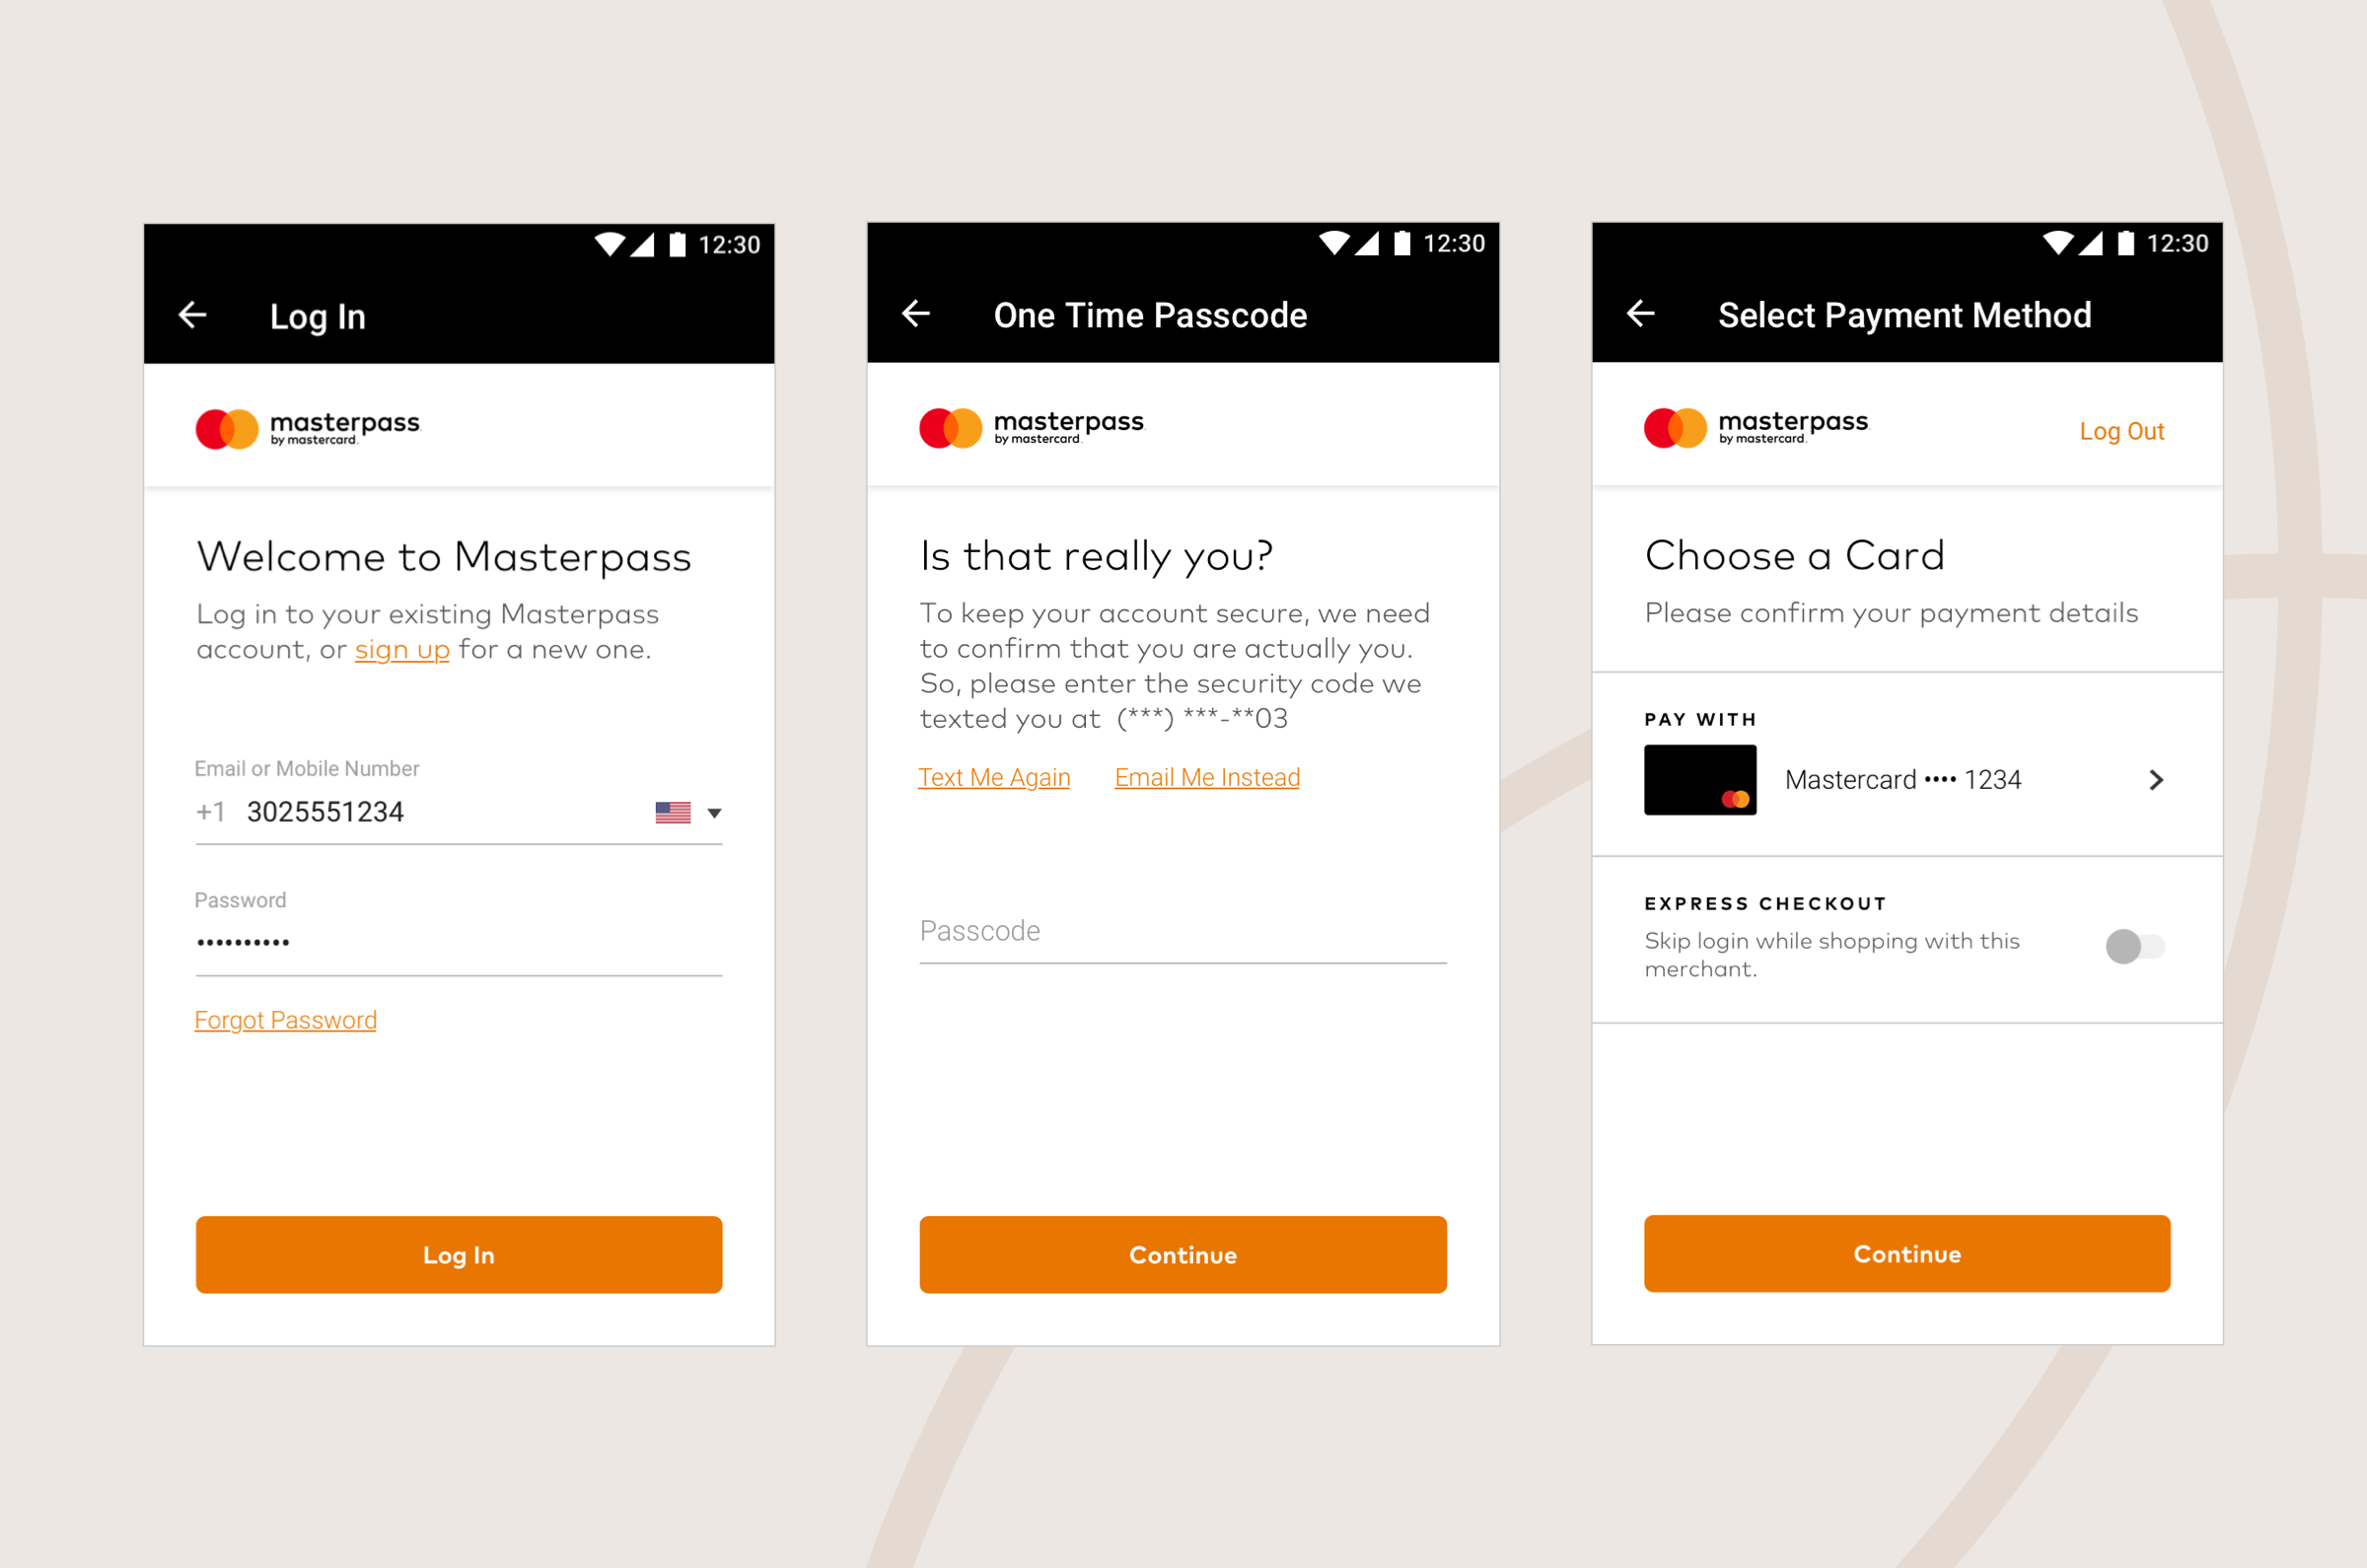 12:30
Log In
masterpass
by mastercard.
Welcome to Masterpass
Log in to your existing Masterpass
account, or sign up for a new one.
Email or Mobile Number
+1 3025551234
Password
••••••••••
Forgot Password
Log In
12:30
One Time Passcode
masterpass
by mastercard.
Is that really you?
To keep your account secure, we need
to confirm that you are actually you.
So, please enter the security code we
texted you at (***) ***-**03
Text Me Again Email Me Instead
Passcode
Continue
12:30
Select Payment Method
masterpass
by mastercard.
Log Out
Choose a Card
Please confirm your payment details
PAY WITH
Mastercard •••• 1234
EXPRESS CHECKOUT
Skip login while shopping with this
merchant.
Continue